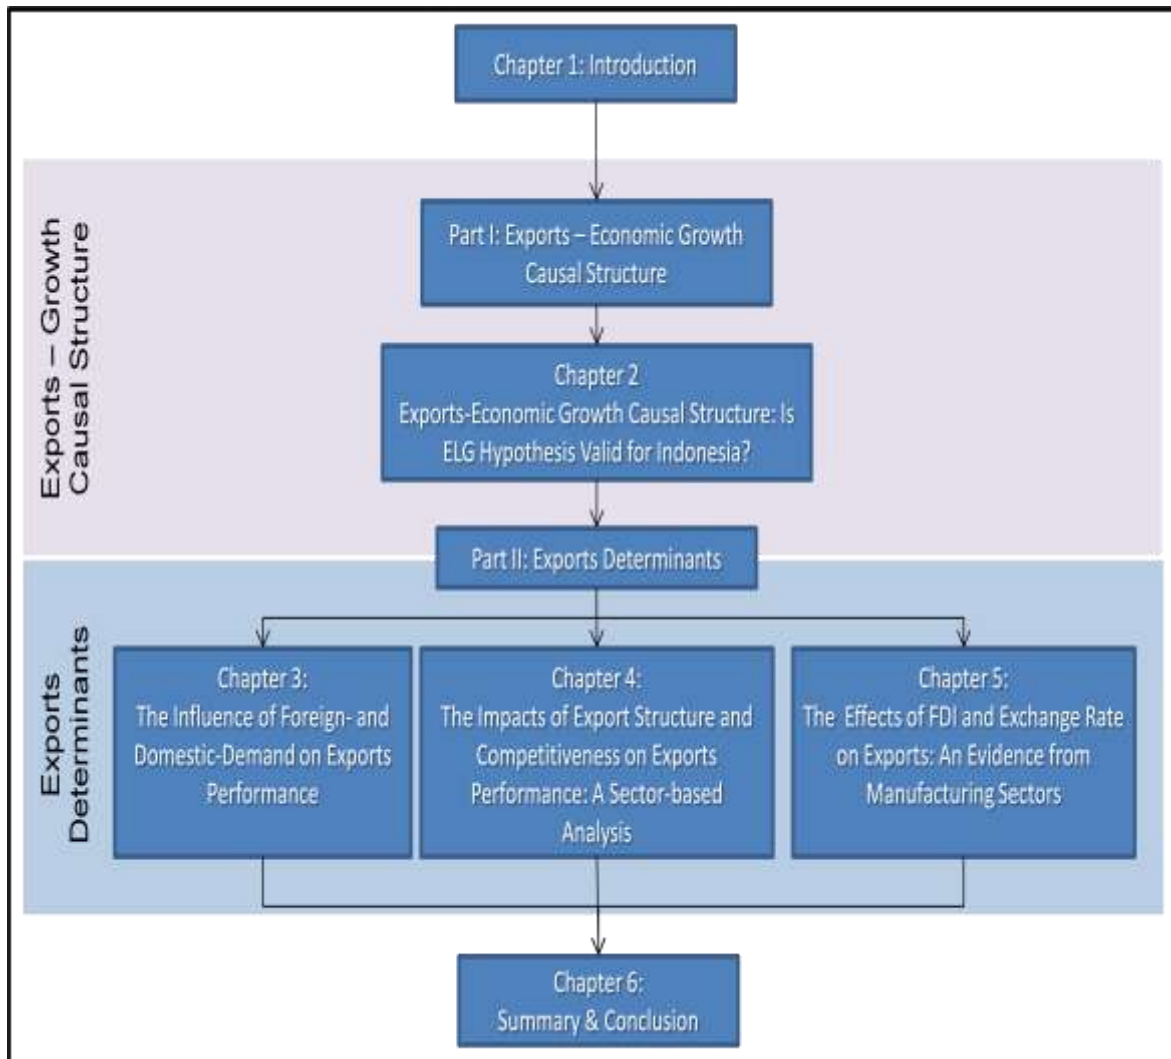 Chapter 1: Introduction
Exports – Growth
Causal Structure
Part I: Exports – Economic Growth
Causal Structure
Chapter 2
Exports-Economic Growth Causal Structure: Is
ELG Hypothesis Valid for Indonesia?
Part II: Exports Determinants
Exports
Determinants
Chapter 3:
The Influence of Foreign- and
Domestic-Demand on Exports
Performance
Chapter 4:
The Impacts of Export Structure and
Competitiveness on Exports
Performance: A Sector-based
Analysis
Chapter 5:
The Effects of FDI and Exchange Rate
on Exports: An Evidence from
Manufacturing Sectors
Chapter 6:
Summary & Conclusion